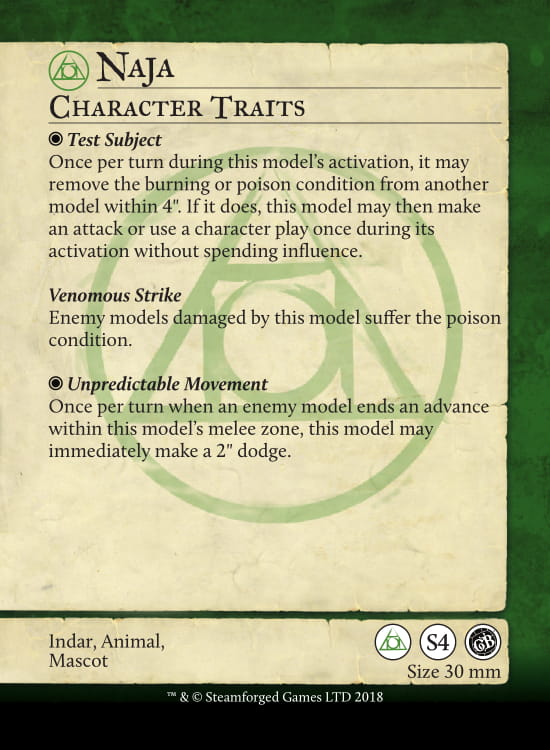 Naja
Character Traits
Test Subject
Once per turn during this model's activation, it may
remove the burning or poison condition from another
model within 4". If it does, this model may then make
an attack or use a character play once during its
activation without spending influence.
Venomous Strike
Enemy models damaged by this model suffer the poison
condition.
Unpredictable Movement
Once per turn when an enemy model ends an advance
within this model's melee zone, this model may
immediately make a 2" dodge.
Indar, Animal,
Mascot
S4
GB
Size 30 mm
™ & © Steamforged Games LTD 2018